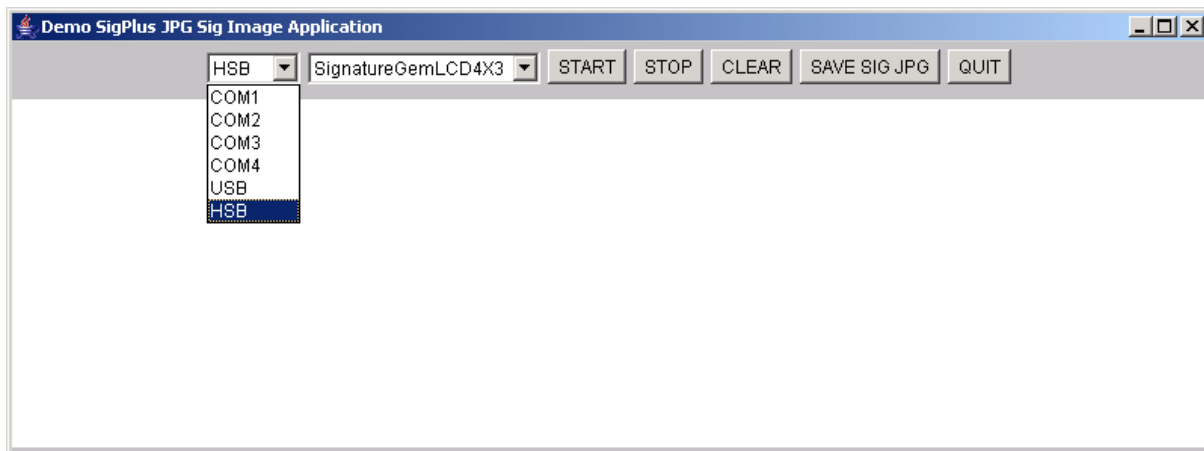 Demo SigPlus JPG Sig Image Application
HSB SignatureGemLCD4X3 START STOP CLEAR SAVE SIG JPG QUIT
COM1
COM2
COM3
COM4
USB
HSB